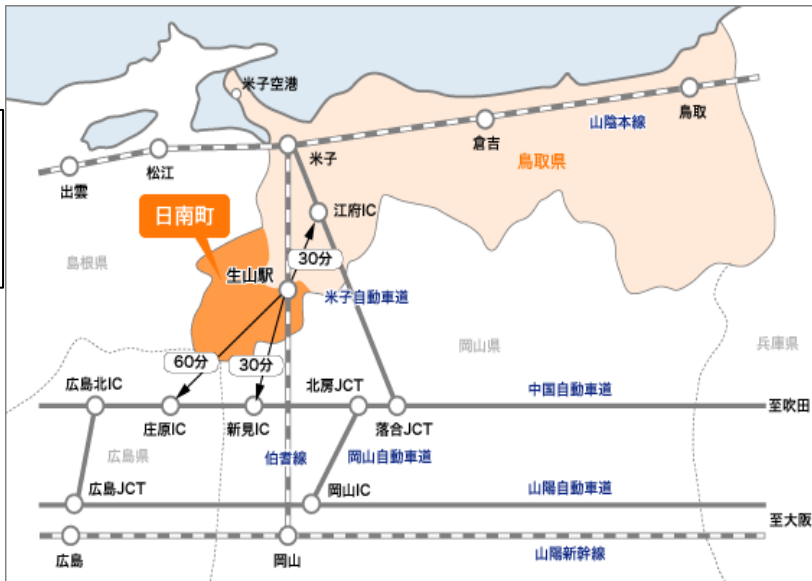 米子空港
鳥取
山陰本線
倉吉
米子
松江
出雲
鳥取県
日南町
江府IC
30分
島根県
生山駅
米子自動車道
岡山県
兵庫県
60分
30分
広島北IC
北房JCT
中国自動車道
至吹田
庄原IC
新見IC
落合JCT
広島県
伯耆線
岡山自動車道
広島JCT
岡山IC
山陽自動車道
至大阪
広島
岡山
山陽新幹線